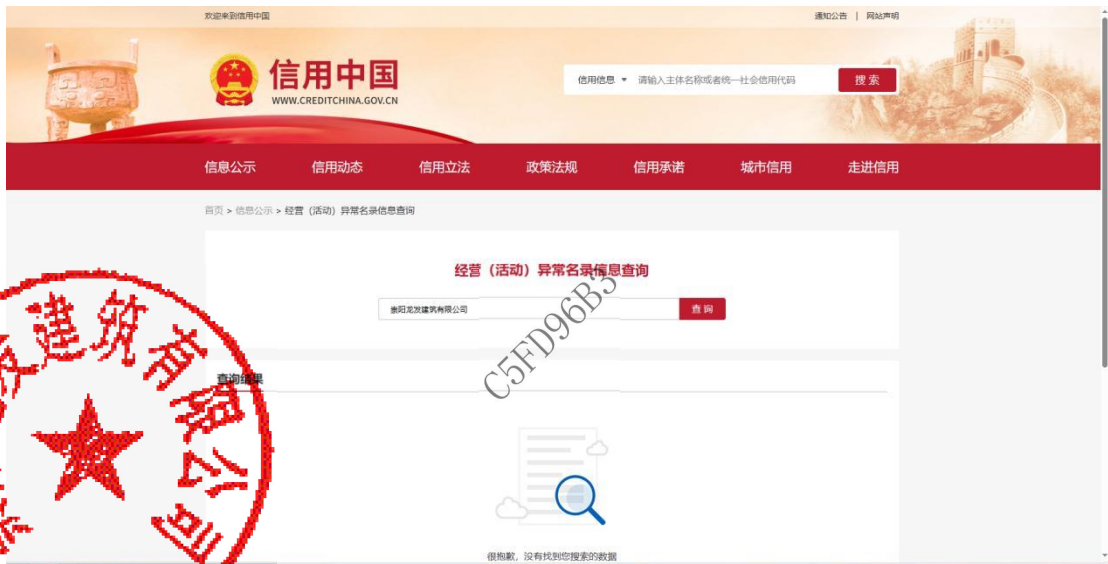 欢迎来到信用中国
通知公告 | 网站声明
信用中国
WWW.CREDITCHINA.GOV.CN
信用信息 请输入主体名称或者统一社会信用代码 搜索
信息公示 信用动态 信用立法 政策法规 信用承诺 城市信用 走进信用
首页 > 信息公示 > 经营（活动）异常名录信息查询
经营（活动）异常名录信息查询
崇阳龙发建筑有限公司 查询
C5FD96B3
查询结果
建筑有限公司
很抱歉，没有找到您搜索的数据